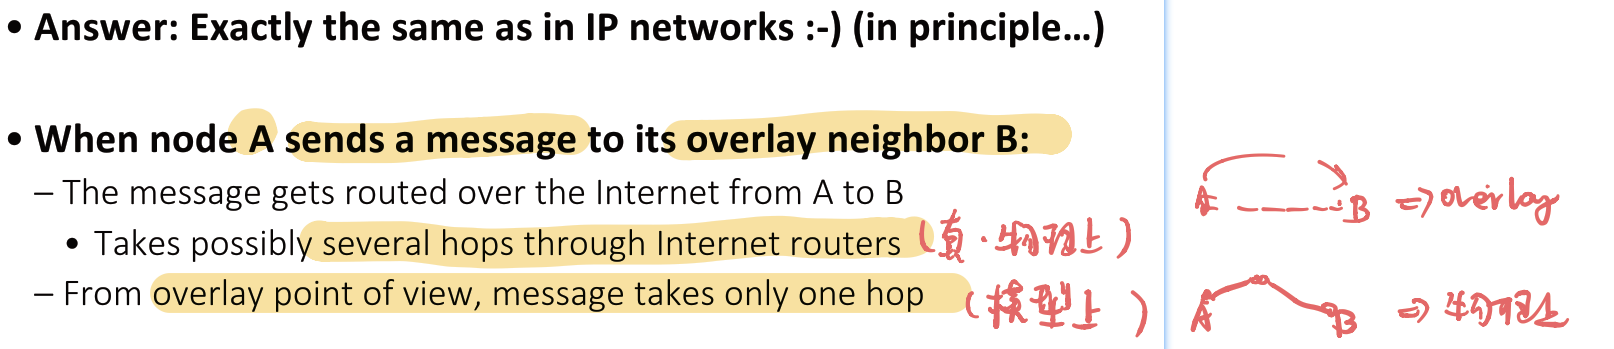 • Answer: Exactly the same as in IP networks :-) (in principle...)
• When node A sends a message to its overlay neighbor B:
– The message gets routed over the Internet from A to B
• Takes possibly several hops through Internet routers (真·物理上)
– From overlay point of view, message takes only one hop (模型上)
A B ⇒ overlay
A B ⇒ 物理上